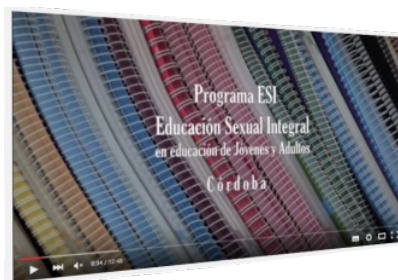 Programa ESI
Educación Sexual Integral
en educación de Jóvenes y Adultos
Córdoba